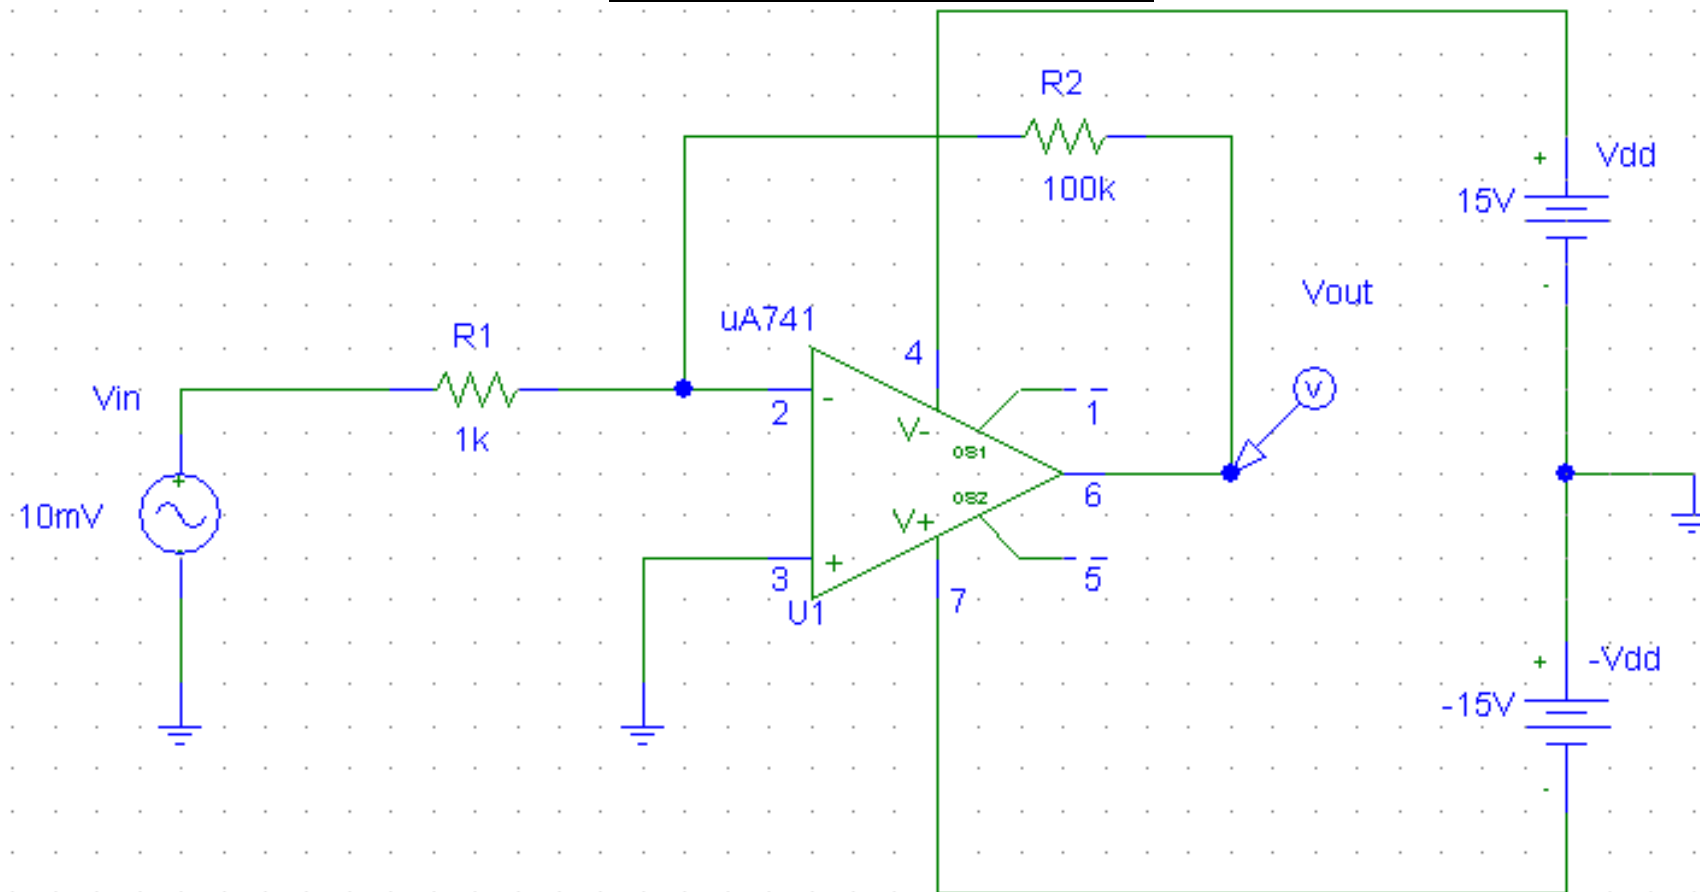 R2
100k
+
Vdd
15V
-
Vout
uA741
R1
4
V
Vin
1k
2
-
V-
OS1
1
+
10mV
OS2
6
V+
3
+
5
7
U1
+
-Vdd
-15V
-